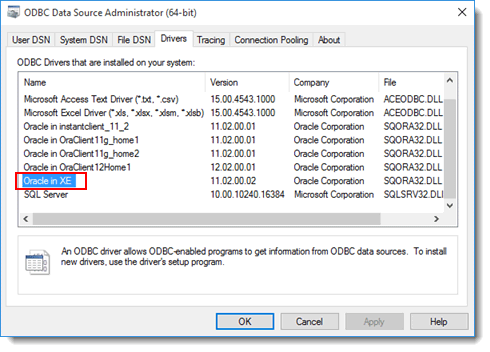 ODBC Data Source Administrator (64-bit)
User DSN System DSN File DSN Drivers Tracing Connection Pooling About
ODBC Drivers that are installed on your system:
Name Version Company File
Microsoft Access Text Driver (*.txt, *.csv) 15.00.4543.1000 Microsoft Corporation ACEODBC.DLL
Microsoft Excel Driver (*.xls, *.xlsx, *.xlsm, *.xlsb) 15.00.4543.1000 Microsoft Corporation ACEODBC.DLL
Oracle in instantclient_11_2 11.02.00.01 Oracle Corporation SQORA32.DLL
Oracle in OraClient11g_home1 11.02.00.01 Oracle Corporation SQORA32.DLL
Oracle in OraClient11g_home2 11.02.00.01 Oracle Corporation SQORA32.DLL
Oracle in OraClient12Home1 12.01.00.01 Oracle Corporation SQORA32.DLL
Oracle in XE 11.02.00.02 Oracle Corporation SQORA32.DLL
SQL Server 10.00.10240.16384 Microsoft Corporation SQLSRV32.DLL
An ODBC driver allows ODBC-enabled programs to get information from ODBC data sources. To install
new drivers, use the driver's setup program.
OK Cancel Apply Help